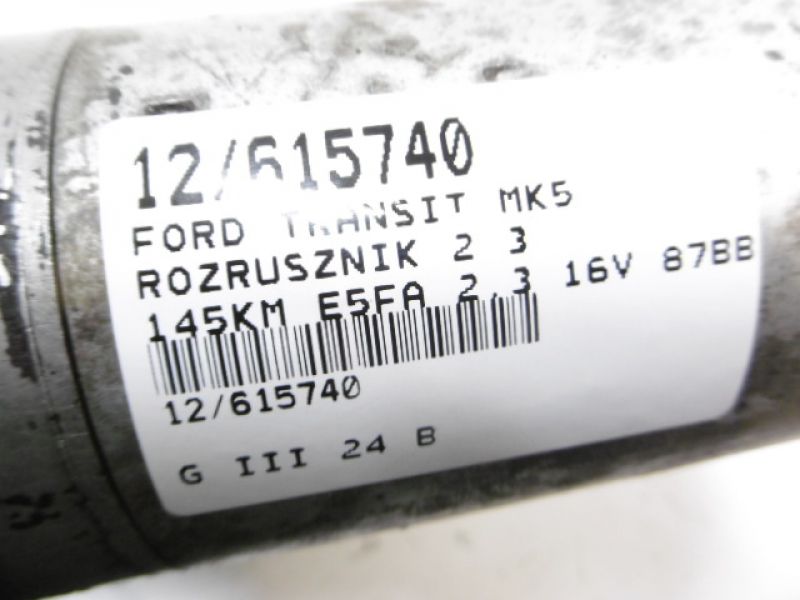 12/615740
FORD TRANSIT MK5
ROZRUSZNIK 2 3
145KM E5FA 2,3 16V 87BB
12/615740
G III 24 B